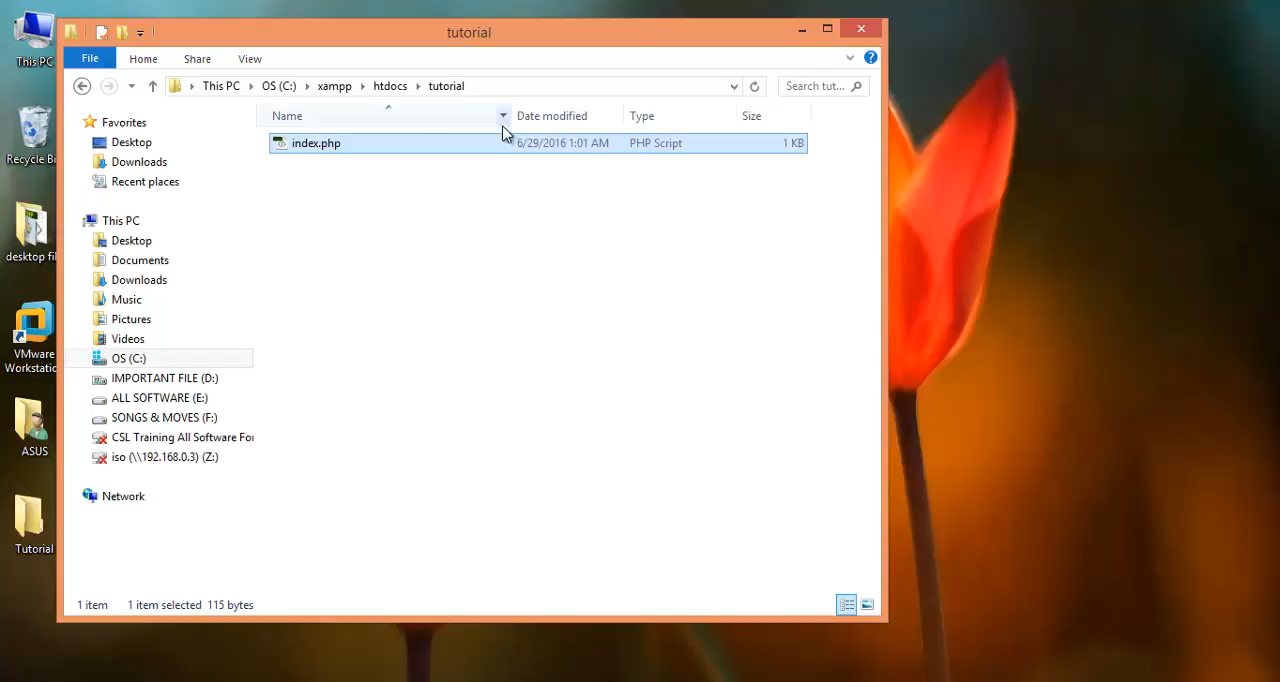 tutorial
File Home Share View
This PC OS (C:) xampp htdocs tutorial
Search tut...
Name Date modified Type Size
index.php 6/29/2016 1:01 AM PHP Script 1 KB
Favorites
Desktop
Downloads
Recent places
This PC
Desktop
Documents
Downloads
Music
Pictures
Videos
OS (C:)
IMPORTANT FILE (D:)
ALL SOFTWARE (E:)
SONGS & MOVES (F:)
CSL Training All Software For
iso (\\192.168.0.3) (Z:)
Network
1 item 1 item selected 115 bytes
This PC
Recycle Bi
desktop fi
VMware
Workstatio
ASUS
Tutorial